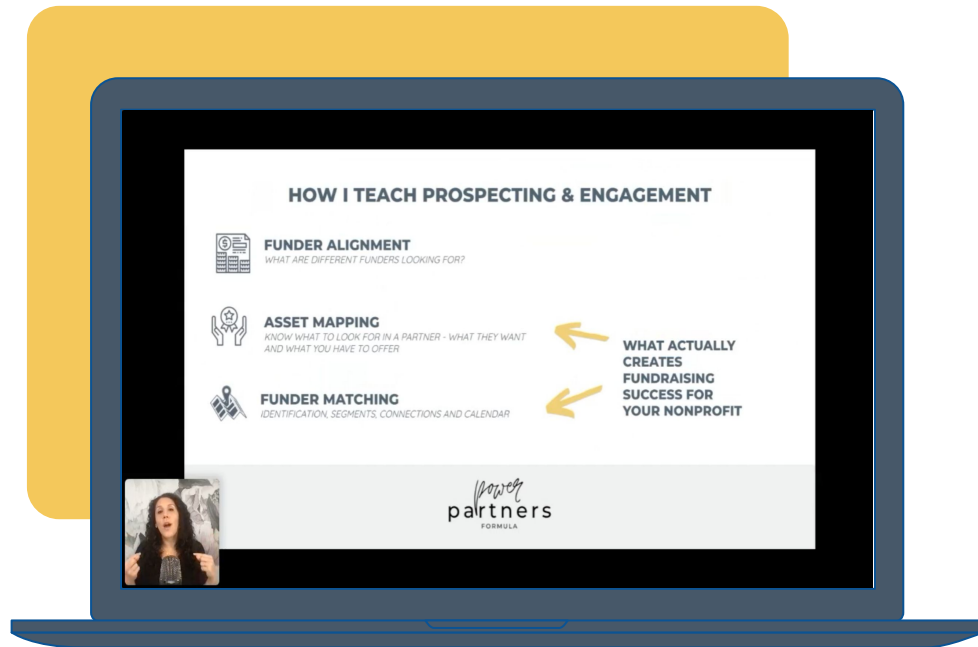 HOW I TEACH PROSPECTING & ENGAGEMENT
FUNDER ALIGNMENT
WHAT ARE DIFFERENT FUNDERS LOOKING FOR?
ASSET MAPPING
KNOW WHAT TO LOOK FOR IN A PARTNER - WHAT THEY WANT
AND WHAT YOU HAVE TO OFFER
FUNDER MATCHING
IDENTIFICATION, SEGMENTS, CONNECTIONS AND CALENDAR
WHAT ACTUALLY
CREATES
FUNDRAISING
SUCCESS FOR
YOUR NONPROFIT
power
partners
FORMULA